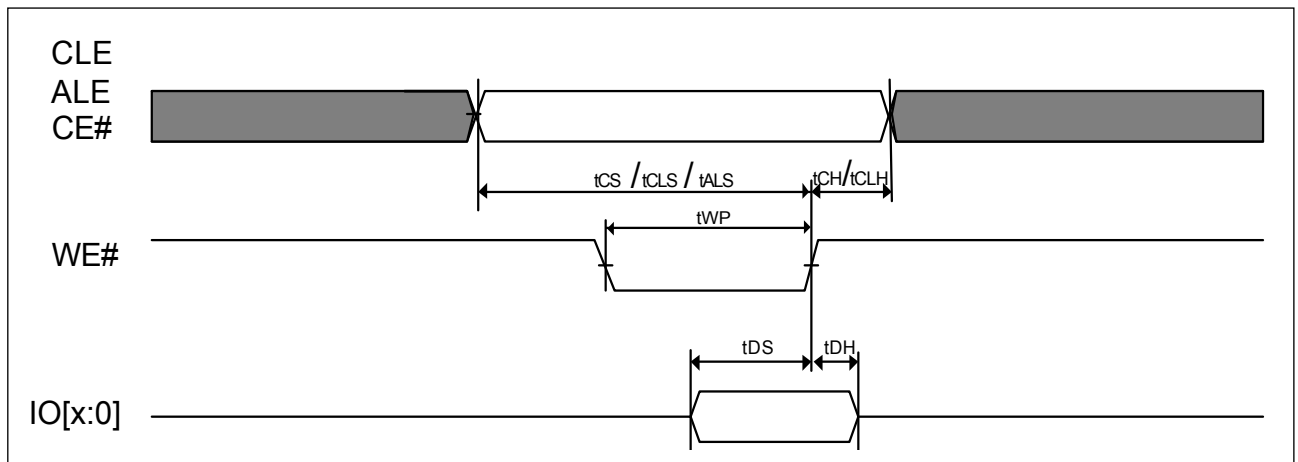 CLE
ALE
CE#
tCS / tCLS / tALS
tCH/tCLH
tWP
WE#
tDS
tDH
IO[x:0]